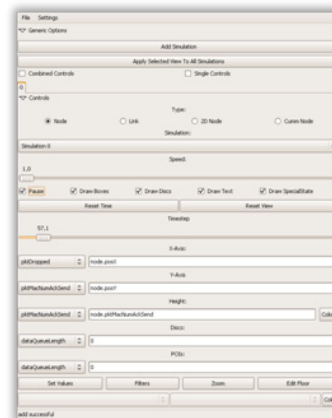 File Settings
Generic Options
Add Simulation
Apply Selected View To All Simulations
Combined Controls Single Controls
0
Controls
Type:
Node Link 2D Node Cumm Node
Simulation:
Simulation 0
Speed:
1,0
Pause Draw Boxes Draw Discs Draw Text Draw SpecialState
Reset Time Reset View
Timestep
57,1
X-Axis:
pktDropped node.posX
Y-Axis
pktMacNumAckSend node.posY
Height:
pktMacNumAckSend node.pktMacNumAckSend
Discs:
dataQueueLength 0
POIs:
dataQueueLength 0
Set Values Filters Zoom Edit Floor
add successful